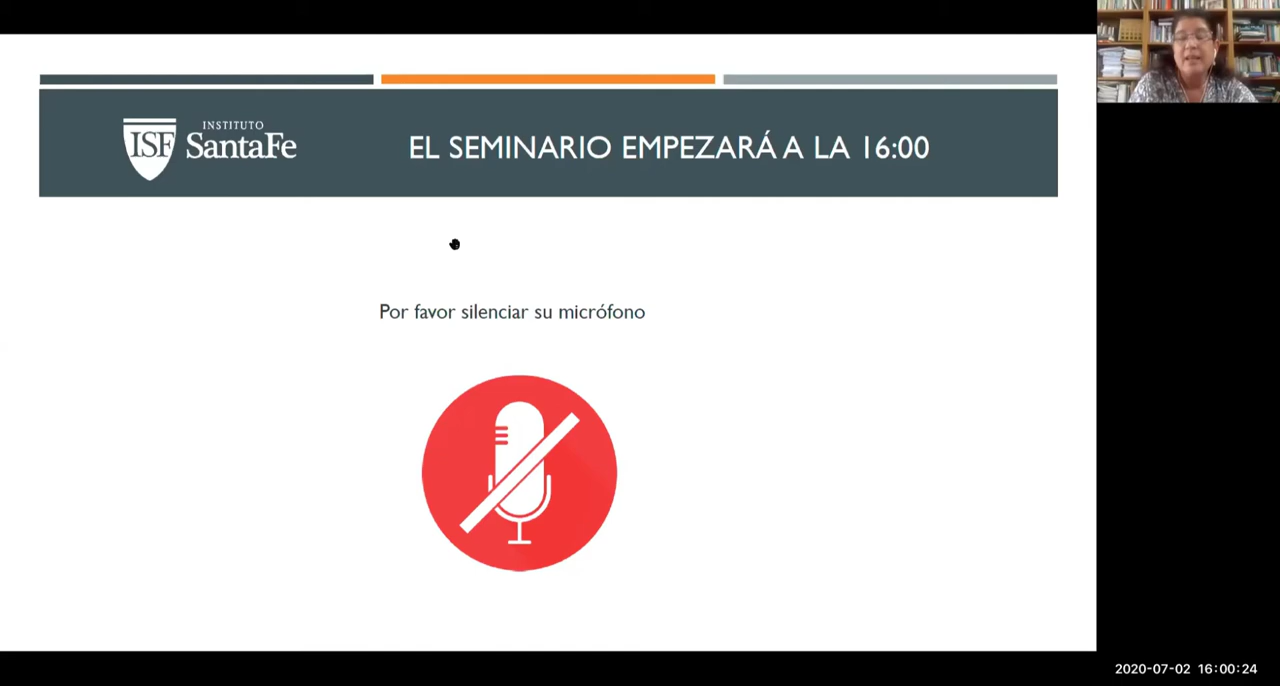 ISF
INSTITUTO
SantaFe
EL SEMINARIO EMPEZARÁ A LA 16:00
Por favor silenciar su micrófono
2020-07-02 16:00:24